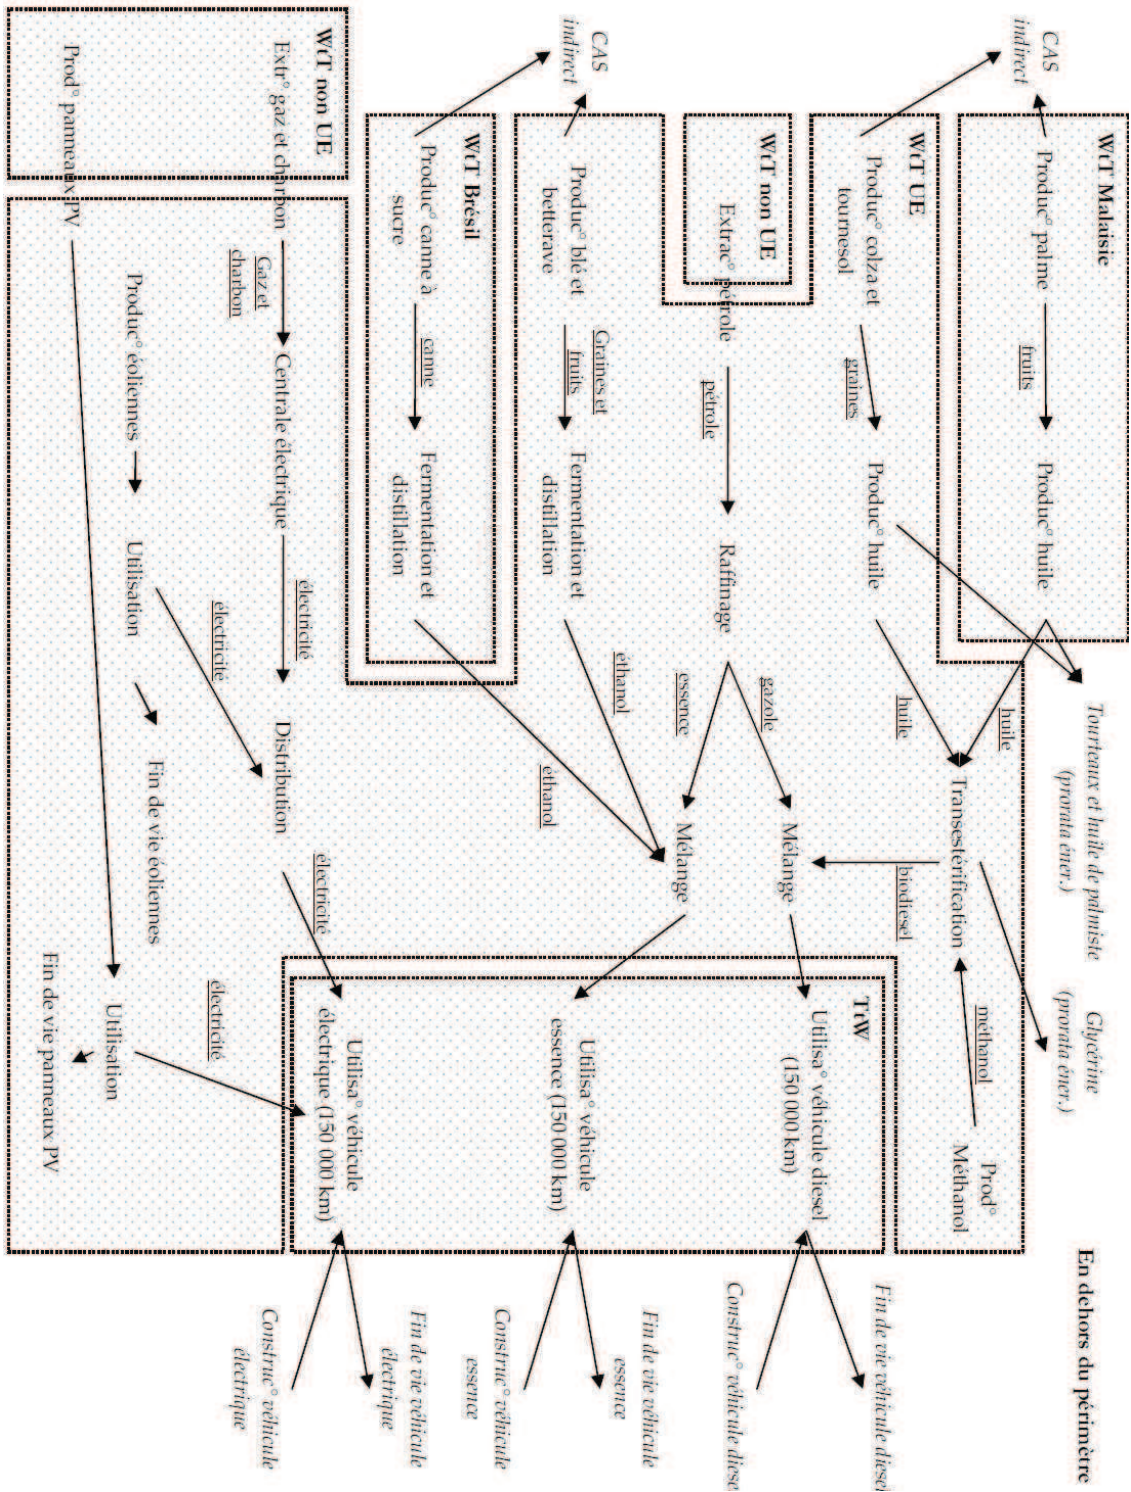 En dehors du périmètre
CAS
indirect
WtT Malaisie
Produc° palme
fruits
Produc° huile
huile
Tourteaux et huile de palmiste
(prorata éner.)
Glycérine
(prorata éner.)
WtT UE
Produc° colza et
tournesol
graines
Produc° huile
huile
Transestérification
biodiesel
méthanol
Prod°
Méthanol
WtT non UE
Extrac° pétrole
pétrole
Raffinage
gazole
essence
Mélange
Mélange
CAS
indirect
Produc° blé et
betterave
Graines et
fruits
Fermentation et
distillation
éthanol
WtT Brésil
Produc° canne à
sucre
canne
Fermentation et
distillation
éthanol
TtW
Utilisa° véhicule diesel
(150 000 km)
Utilisa° véhicule
essence (150 000 km)
Utilisa° véhicule
électrique (150 000 km)
Fin de vie véhicule diesel
Construc° véhicule diesel
Fin de vie véhicule
essence
Construc° véhicule
essence
Fin de vie véhicule
électrique
Construc° véhicule
électrique
WtT non UE
Extr° gaz et charbon
Gaz et
charbon
Centrale électrique
électricité
Distribution
électricité
Produc° éoliennes
Utilisation
électricité
Fin de vie éoliennes
Prod° panneaux PV
Utilisation
électricité
Fin de vie panneaux PV